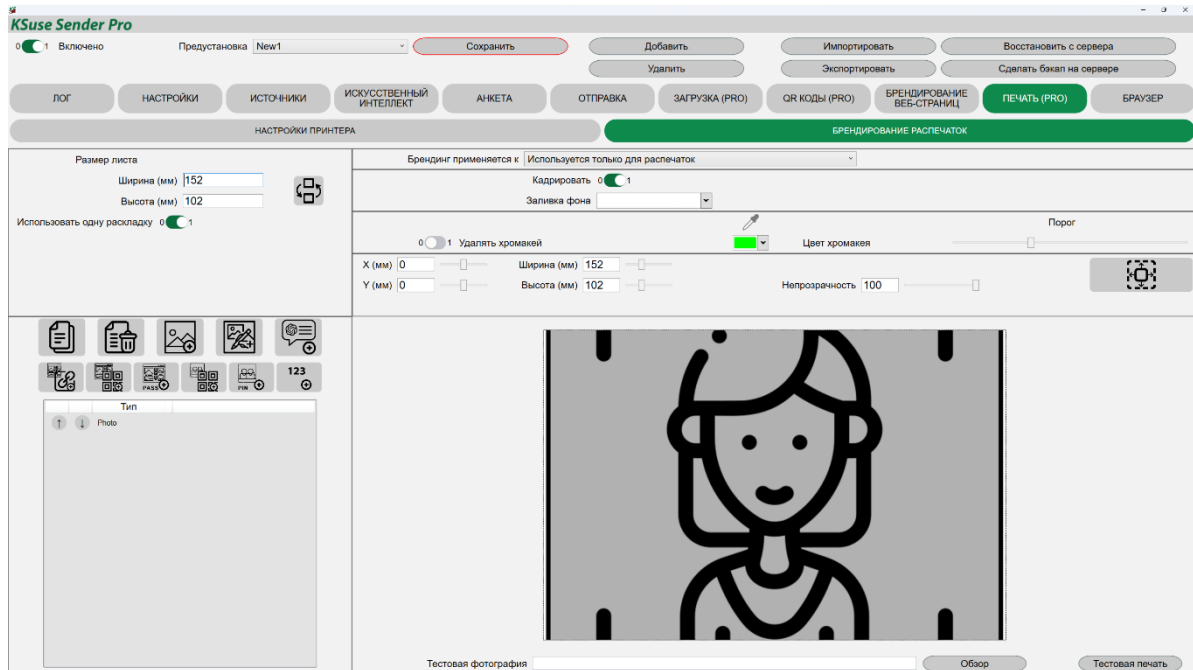 KSuse Sender Pro
0 1 Включено Предустановка New1 Сохранить Добавить Импортировать Восстановить с сервера
Удалить Экспортировать Сделать бэкап на сервере
ЛОГ НАСТРОЙКИ ИСТОЧНИКИ ИСКУССТВЕННЫЙ ИНТЕЛЛЕКТ АНКЕТА ОТПРАВКА ЗАГРУЗКА (PRO) QR КОДЫ (PRO) БРЕНДИРОВАНИЕ ВЕБ-СТРАНИЦ ПЕЧАТЬ (PRO) БРАУЗЕР
НАСТРОЙКИ ПРИНТЕРА БРЕНДИРОВАНИЕ РАСПЕЧАТОК
Размер листа
Ширина (мм) 152
Высота (мм) 102
Использовать одну раскладку 0 1
Брендинг применяется к Используется только для распечаток
Кадрировать 0 1
Заливка фона
Порог
0 1 Удалять хромакей Цвет хромакея
X (мм) 0 Ширина (мм) 152
Y (мм) 0 Высота (мм) 102 Непрозрачность 100
PASS PIN 123
Тип
Photo
Тестовая фотография Обзор Тестовая печать